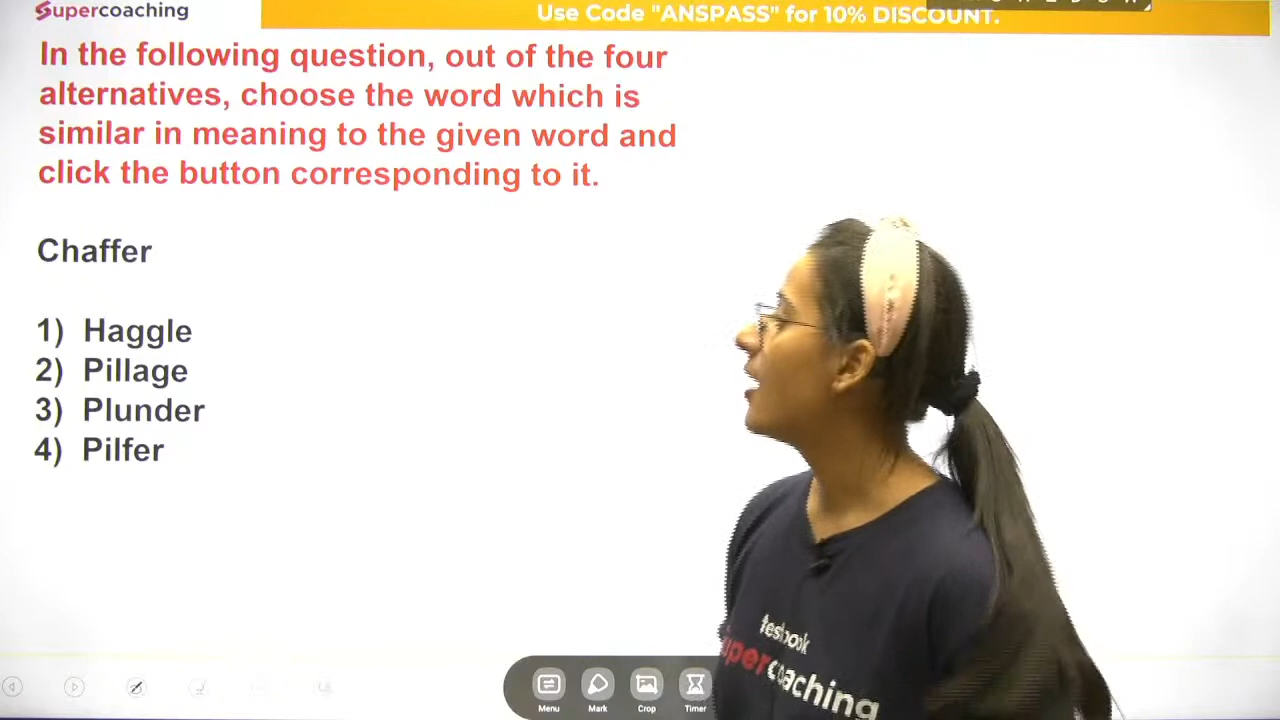 Supercoaching
Use Code "ANSPASS" for 10% DISCOUNT.
In the following question, out of the four
alternatives, choose the word which is
similar in meaning to the given word and
click the button corresponding to it.
Chaffer
1) Haggle
2) Pillage
3) Plunder
4) Pilfer
testbook
supercoaching
Menu
Mark
Crop
Timer